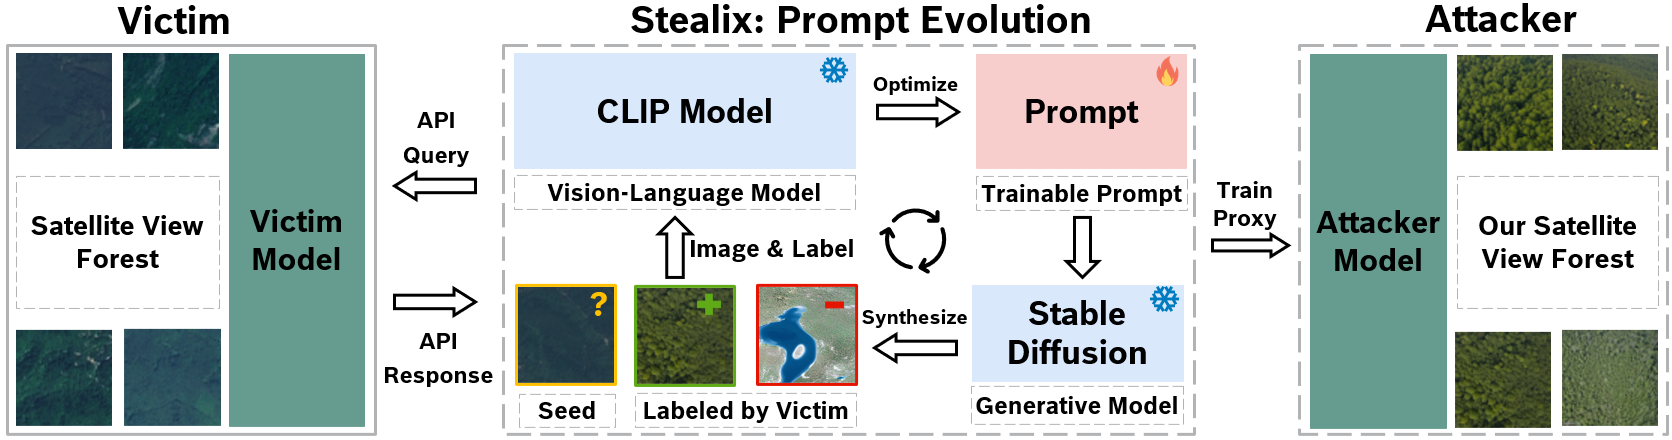 Victim
Satellite View
Forest
Victim
Model
API
Query
API
Response
Stealix: Prompt Evolution
CLIP Model
Vision-Language Model
Optimize
Prompt
Trainable Prompt
Image & Label
?
+
-
Seed
Labeled by Victim
Synthesize
Stable
Diffusion
Generative Model
Train
Proxy
Attacker
Attacker
Model
Our Satellite
View Forest